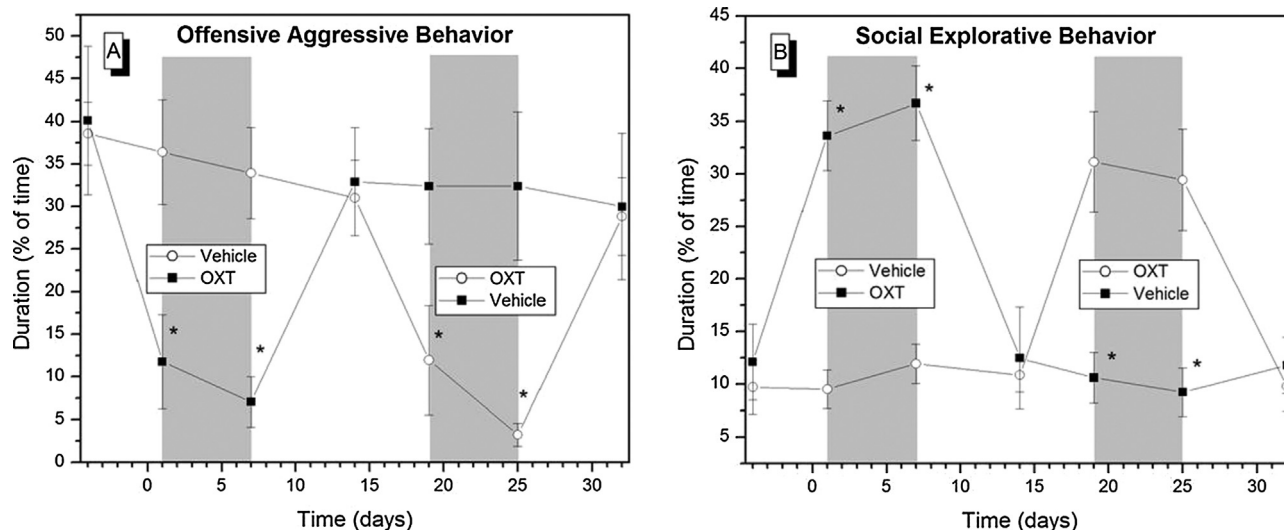 A
Offensive Aggressive Behavior
Duration (% of time)
50
45
40
35
30
25
20
15
10
5
0
Vehicle
OXT
OXT
Vehicle
*
*
*
*
0 5 10 15 20 25 30
Time (days)
B
Social Explorative Behavior
Duration (% of time)
45
40
35
30
25
20
15
10
5
*
*
Vehicle
OXT
OXT
Vehicle
*
*
0 5 10 15 20 25 30
Time (days)